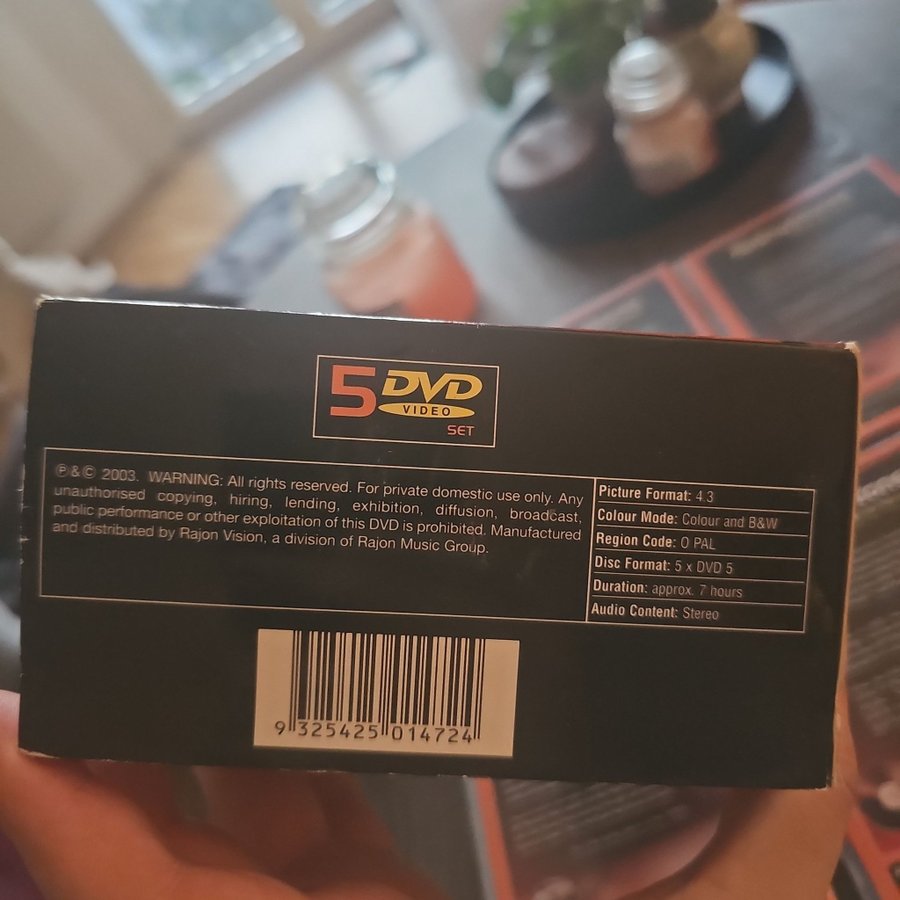 5 DVD
VIDEO
SET
℗&© 2003. WARNING: All rights reserved. For private domestic use only. Any
unauthorised copying, hiring, lending, exhibition, diffusion, broadcast,
public performance or other exploitation of this DVD is prohibited. Manufactured
and distributed by Rajon Vision, a division of Rajon Music Group.
Picture Format: 4.3
Colour Mode: Colour and B&W
Region Code: 0 PAL
Disc Format: 5 x DVD 5
Duration: approx. 7 hours
Audio Content: Stereo
9 325425 014724